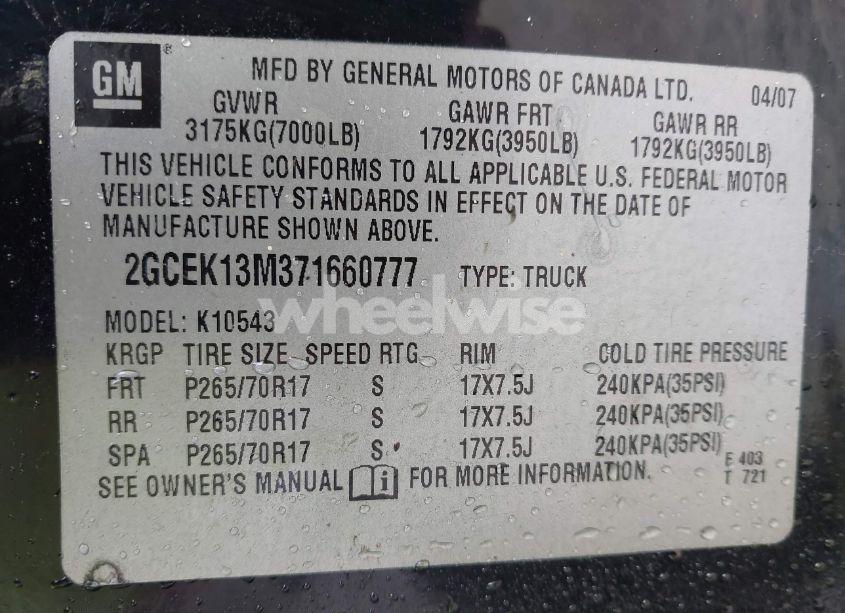 GM ®
MFD BY GENERAL MOTORS OF CANADA LTD. 04/07
GVWR GAWR FRT GAWR RR
3175KG(7000LB) 1792KG(3950LB) 1792KG(3950LB)
THIS VEHICLE CONFORMS TO ALL APPLICABLE U.S. FEDERAL MOTOR
VEHICLE SAFETY STANDARDS IN EFFECT ON THE DATE OF
MANUFACTURE SHOWN ABOVE.
2GCEK13M371660777 TYPE: TRUCK
wheelwise
MODEL: K10543
KRGP TIRE SIZE SPEED RTG RIM COLD TIRE PRESSURE
FRT P265/70R17 S 17X7.5J 240KPA(35PSI)
RR P265/70R17 S 17X7.5J 240KPA(35PSI)
SPA P265/70R17 S 17X7.5J 240KPA(35PSI)
SEE OWNER'S MANUAL i FOR MORE INFORMATION.
E 403
T 721